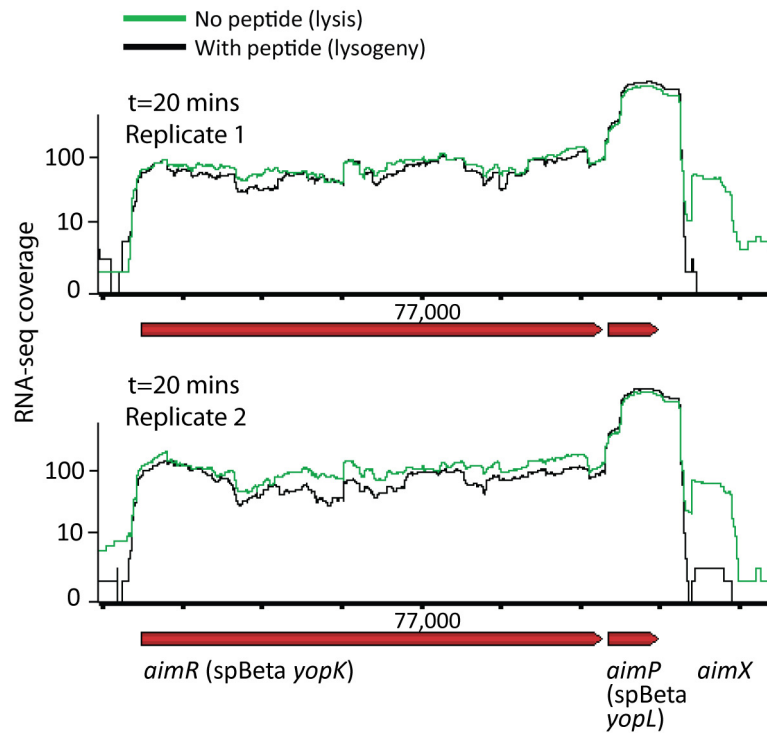 No peptide (lysis)
With peptide (lysogeny)
t=20 mins
Replicate 1
100
10
0
77,000
RNA-seq coverage
t=20 mins
Replicate 2
100
10
0
77,000
aimR (spBeta yopK)
aimP
(spBeta
yopL)
aimX